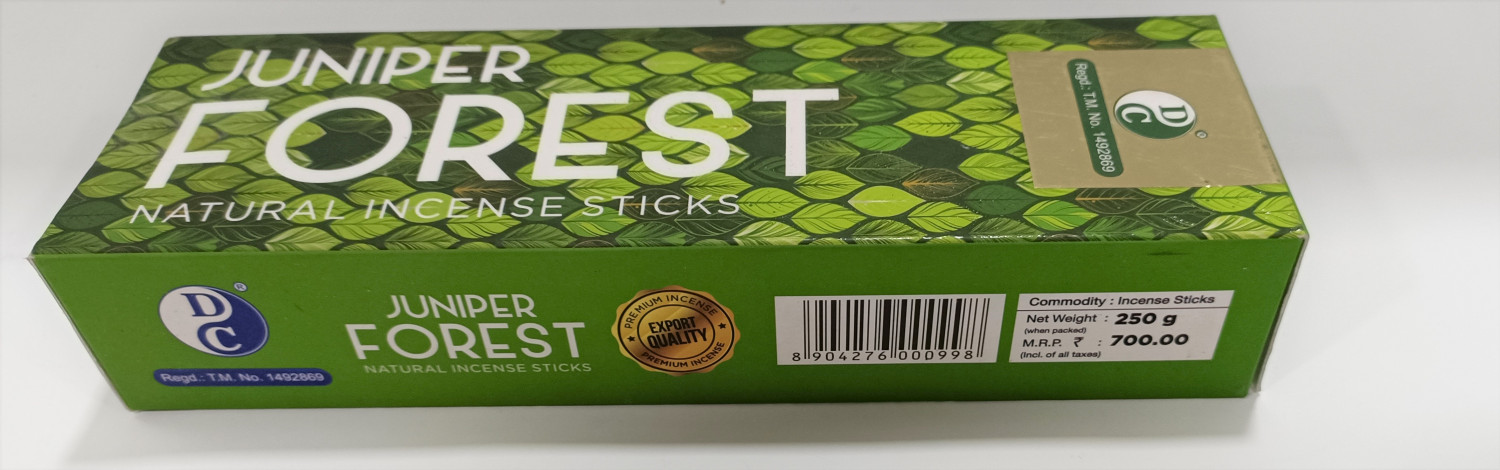 JUNIPER
FOREST
NATURAL INCENSE STICKS
DC
®
Regd.: T.M. No. 1492869
DC
®
Regd.: T.M. No. 1492869
JUNIPER
FOREST
NATURAL INCENSE STICKS
PREMIUM INCENSE
EXPORT
QUALITY
PREMIUM INCENSE
8 904276 000998
Commodity : Incense Sticks
Net Weight : 250 g
(when packed)
M.R.P. ₹ : 700.00
(Incl. of all taxes)